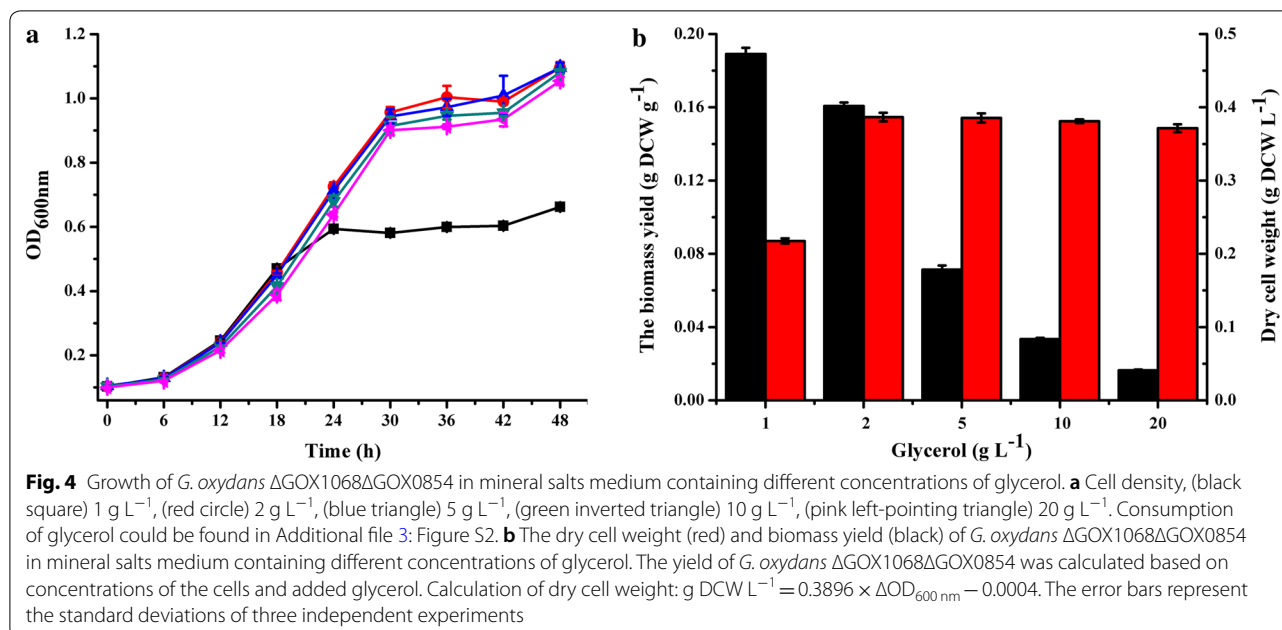 a
1.2
1.0
0.8
0.6
0.4
0.2
OD600nm
0 6 12 18 24 30 36 42 48
Time (h)
b
0.20
0.16
0.12
0.08
0.04
0.00
The biomass yield (g DCW g-1)
0.5
0.4
0.3
0.2
0.1
0.0
Dry cell weight (g DCW L-1)
1 2 5 10 20
Glycerol (g L-1)
Fig. 4 Growth of G. oxydans ΔGOX1068ΔGOX0854 in mineral salts medium containing different concentrations of glycerol. a Cell density, (black
square) 1 g L−1, (red circle) 2 g L−1, (blue triangle) 5 g L−1, (green inverted triangle) 10 g L−1, (pink left-pointing triangle) 20 g L−1. Consumption
of glycerol could be found in Additional file 3: Figure S2. b The dry cell weight (red) and biomass yield (black) of G. oxydans ΔGOX1068ΔGOX0854
in mineral salts medium containing different concentrations of glycerol. The yield of G. oxydans ΔGOX1068ΔGOX0854 was calculated based on
concentrations of the cells and added glycerol. Calculation of dry cell weight: g DCW L−1 = 0.3896 × ΔOD600 nm − 0.0004. The error bars represent
the standard deviations of three independent experiments